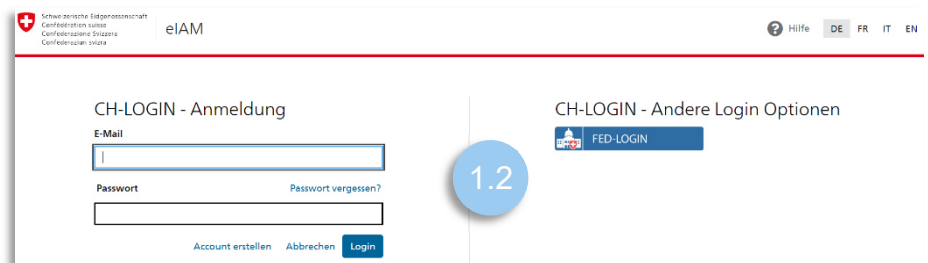 Schweizerische Eidgenossenschaft
Confédération suisse
Confederazione Svizzera
Confederaziun svizra
eIAM
Hilfe DE FR IT EN
CH-LOGIN - Anmeldung
E-Mail
Passwort Passwort vergessen?
Account erstellen Abbrechen Login
1.2
CH-LOGIN - Andere Login Optionen
FED-LOGIN